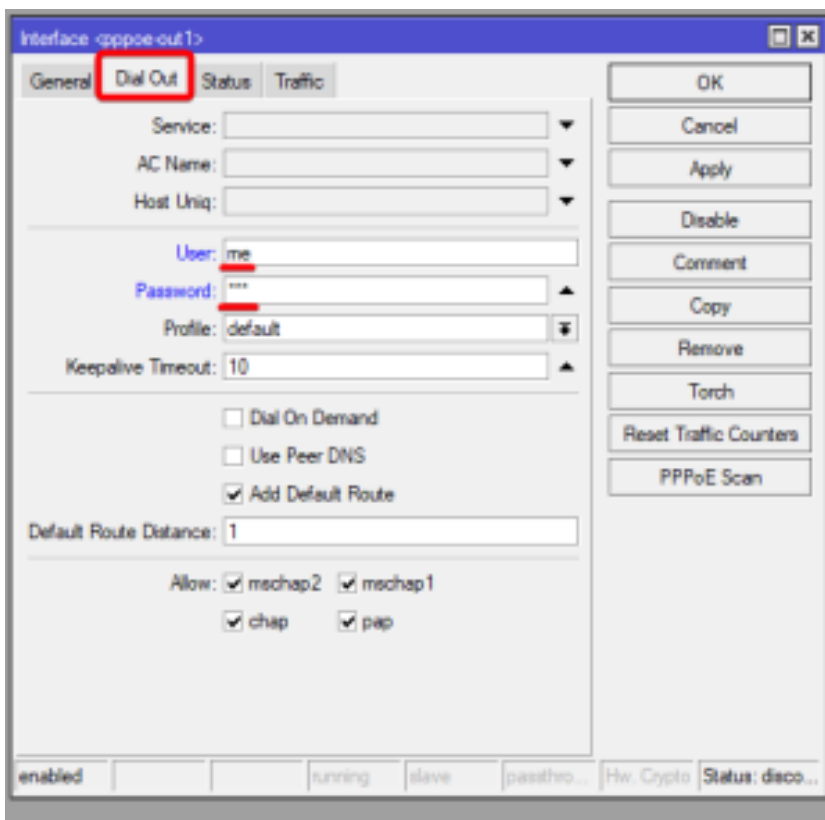 Interface <pppoe-out1>
General Dial Out Status Traffic
OK
Service:
Cancel
AC Name:
Apply
Host Uniq:
Disable
User: me
Comment
Password: ***
Copy
Profile: default
Remove
Keepalive Timeout: 10
Torch
Dial On Demand
Reset Traffic Counters
Use Peer DNS
PPPoE Scan
Add Default Route
Default Route Distance: 1
Allow: mschap2 mschap1
chap pap
enabled running slave passthro... Hw. Crypto Status: disco...